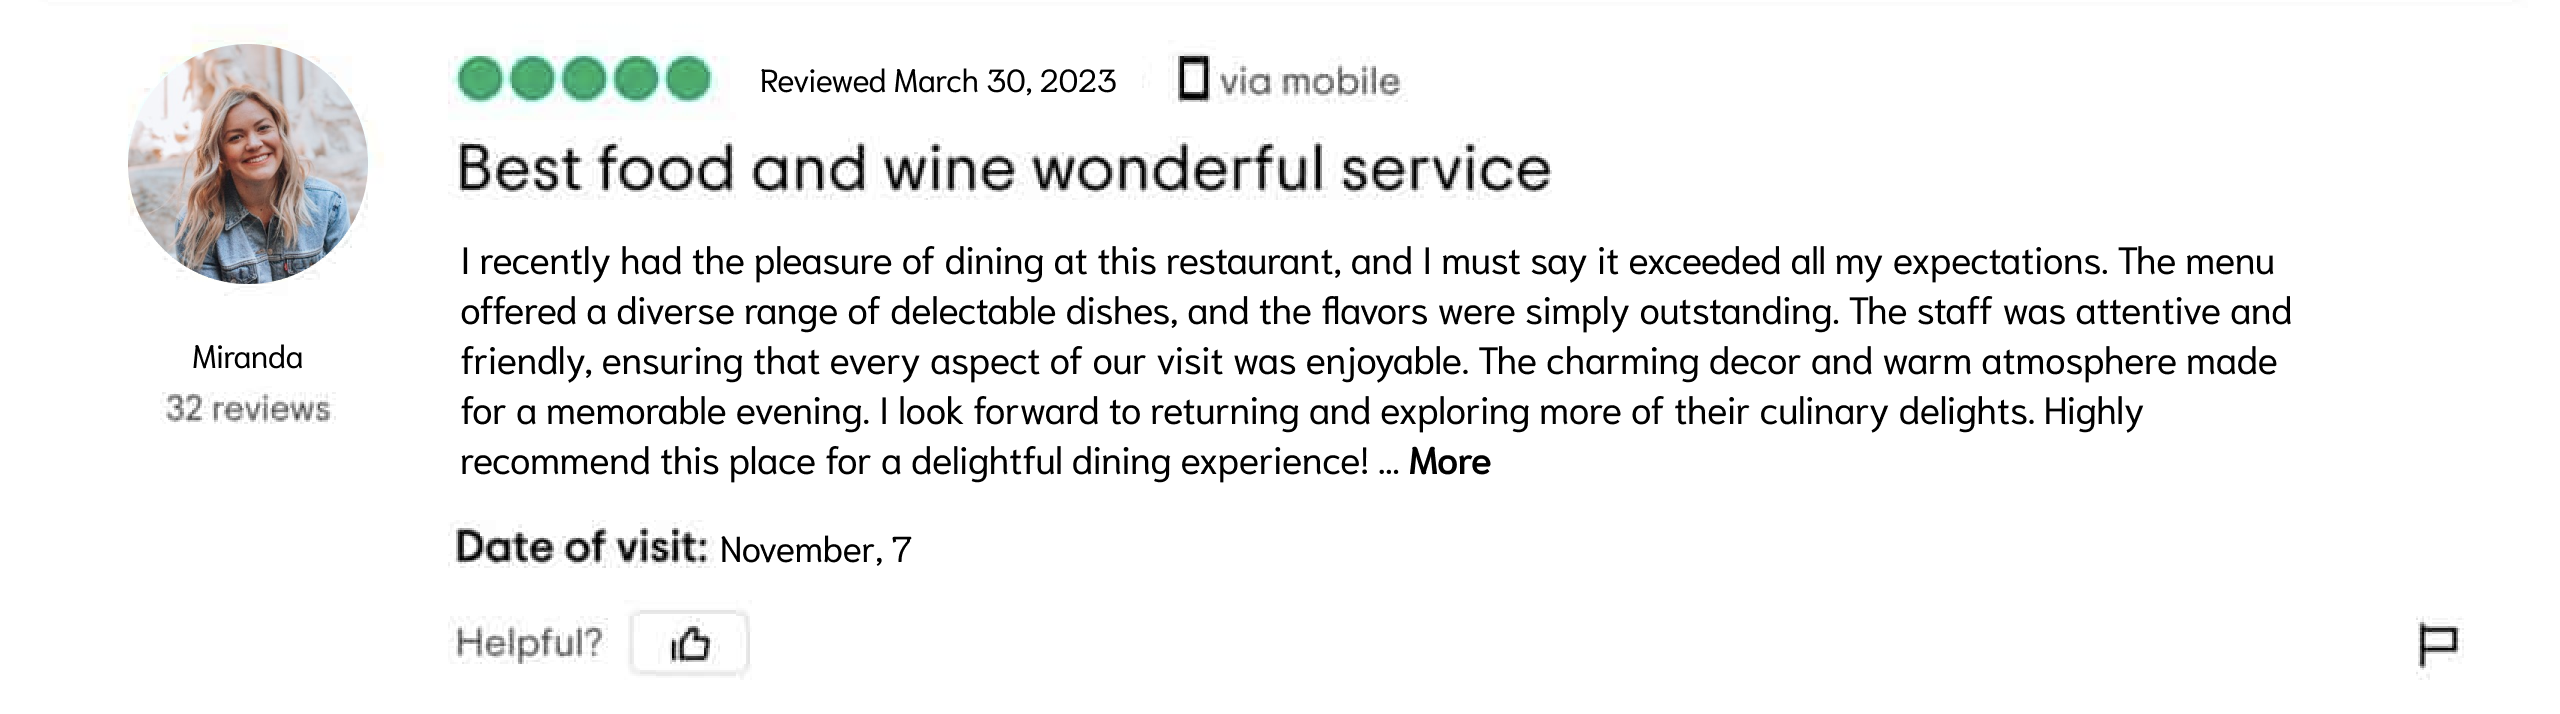 Reviewed March 30, 2023 via mobile
Best food and wine wonderful service
I recently had the pleasure of dining at this restaurant, and I must say it exceeded all my expectations. The menu
offered a diverse range of delectable dishes, and the flavors were simply outstanding. The staff was attentive and
friendly, ensuring that every aspect of our visit was enjoyable. The charming decor and warm atmosphere made
for a memorable evening. I look forward to returning and exploring more of their culinary delights. Highly
recommend this place for a delightful dining experience! ... More
Miranda
32 reviews
Date of visit: November, 7
Helpful?